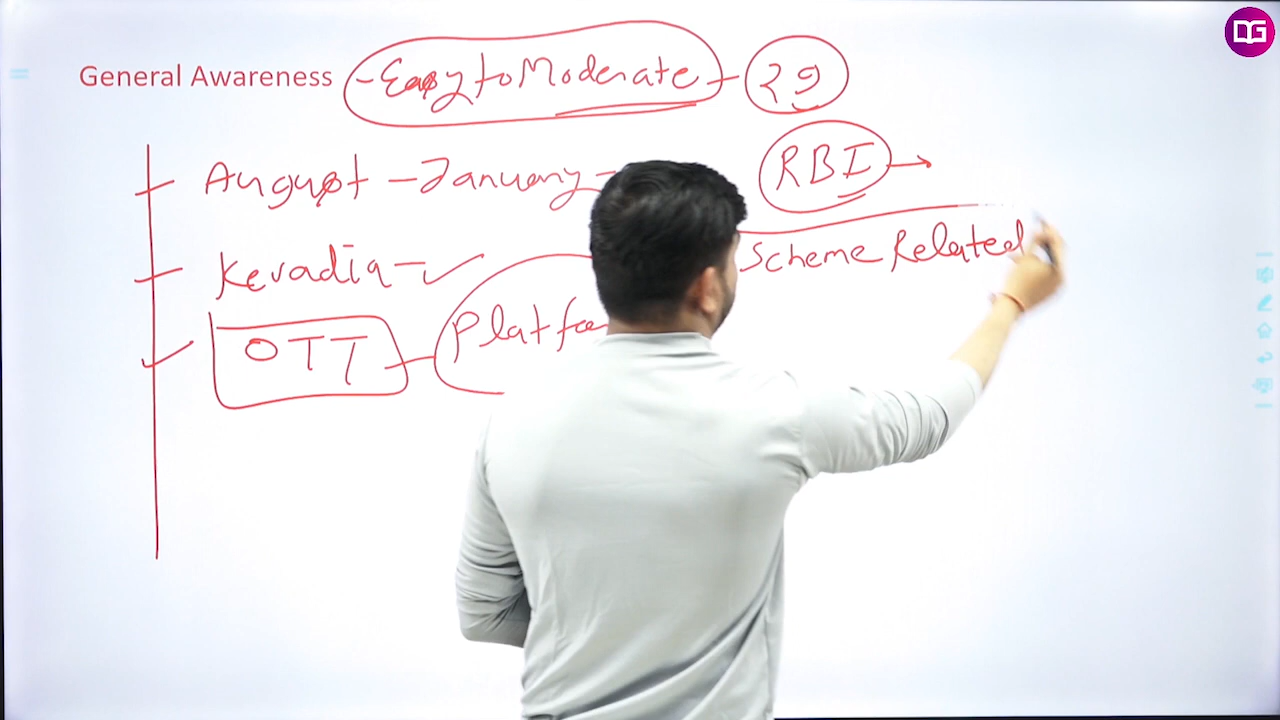 General Awareness - Easy to Moderate - 29
August - January - RBI →
Kevadia - ✓ Scheme Related
OTT
DG